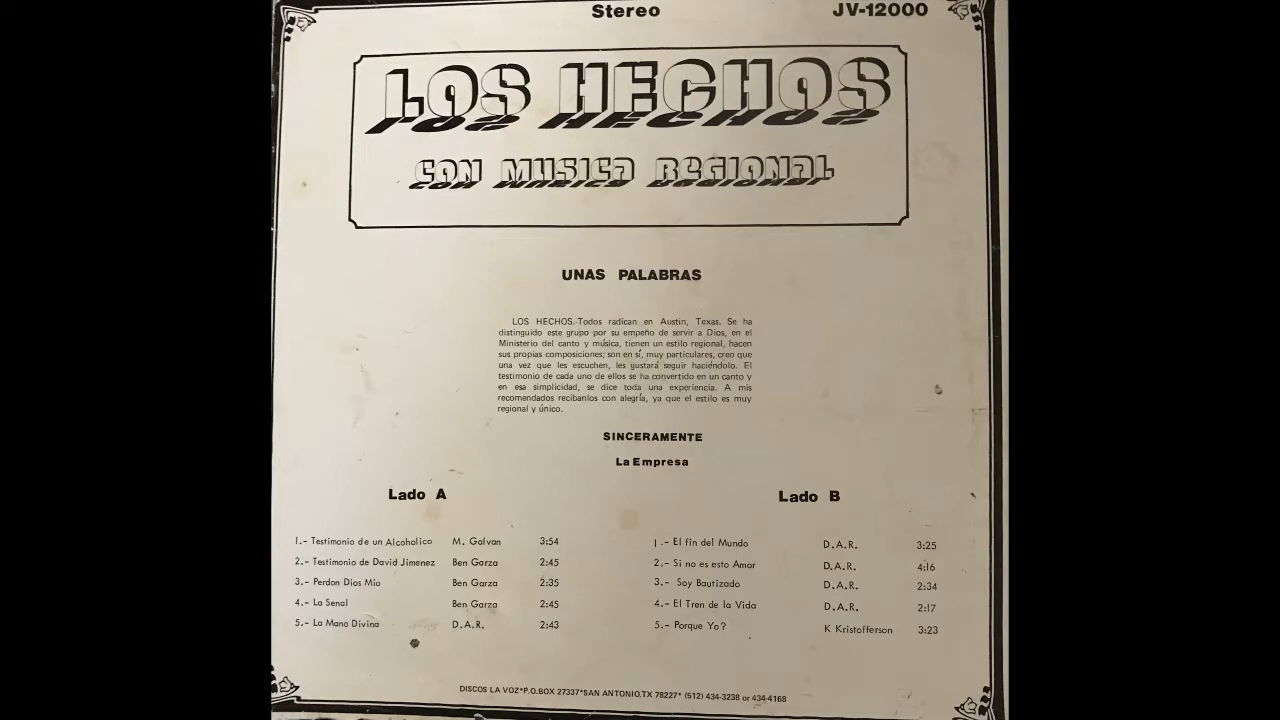 Stereo JV-12000
LOS HECHOS
CON MUSICA REGIONAL
UNAS PALABRAS
LOS HECHOS.-Todos radican en Austin, Texas. Se ha
distinguido este grupo por su empeño de servir a Dios, en el
Ministerio del canto y música, tienen un estilo regional, hacen
sus propias composiciones; son en sí, muy particulares, creo que
una vez que les escuchen, les gustará seguir haciéndolo. El
testimonio de cada uno de ellos se ha convertido en un canto y
en esa simplicidad, se dice toda una experiencia. A mis
recomendados recibanlos con alegría, ya que el estilo es muy
regional y único.
SINCERAMENTE
La Empresa
Lado A
1.- Testimonio de un Alcoholico M. Galvan 3:54
2.- Testimonio de David Jimenez Ben Garza 2:45
3.- Perdon Dios Mio Ben Garza 2:35
4.- La Senal Ben Garza 2:45
5.- La Mano Divina D.A.R. 2:43
Lado B
1.- El fin del Mundo D.A.R. 3:25
2.- Si no es esto Amor D.A.R. 4:16
3.- Soy Bautizado D.A.R. 2:34
4.- El Tren de la Vida D.A.R. 2:17
5.- Porque Yo? K Kristofferson 3:23
DISCOS LA VOZ*P.O.BOX 27337*SAN ANTONIO.TX 78227* (512) 434-3238 or 434-4168